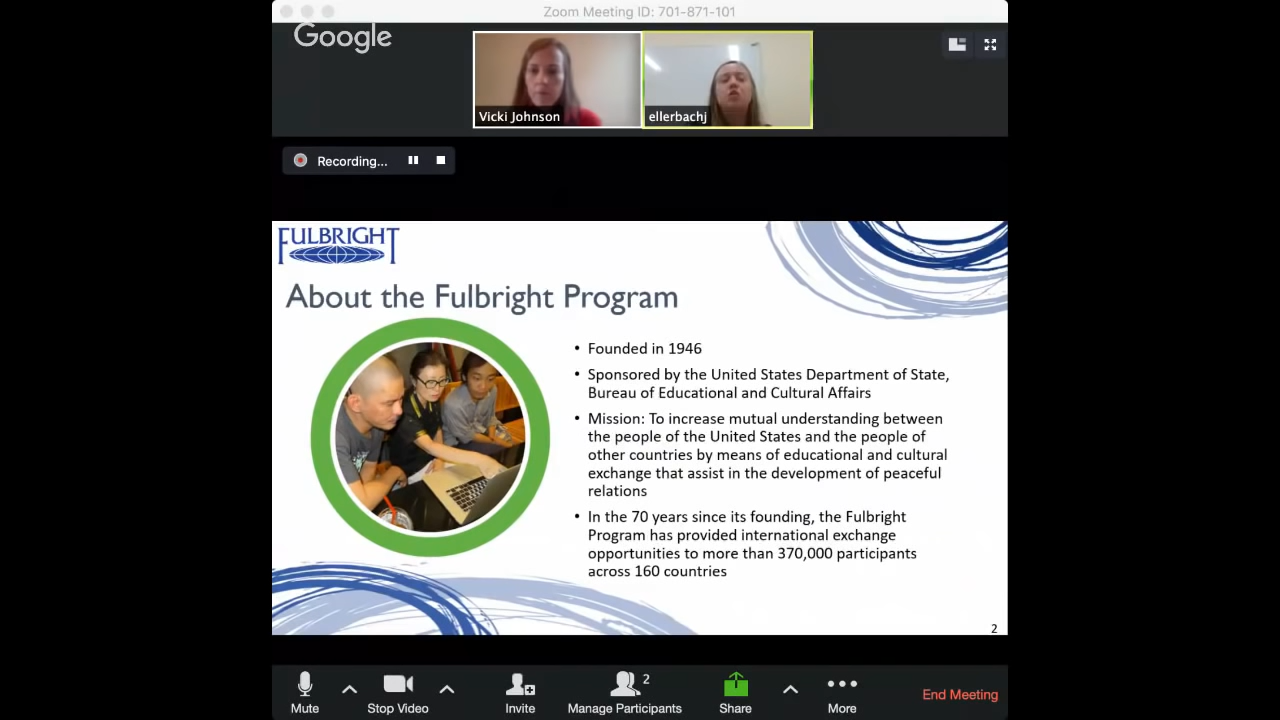 Zoom Meeting ID: 701-871-101
Google
Vicki Johnson
ellerbachj
Recording...
FULBRIGHT
About the Fulbright Program
• Founded in 1946
• Sponsored by the United States Department of State,
Bureau of Educational and Cultural Affairs
• Mission: To increase mutual understanding between
the people of the United States and the people of
other countries by means of educational and cultural
exchange that assist in the development of peaceful
relations
• In the 70 years since its founding, the Fulbright
Program has provided international exchange
opportunities to more than 370,000 participants
across 160 countries
2
2
Mute
Stop Video
Invite
Manage Participants
Share
More
End Meeting